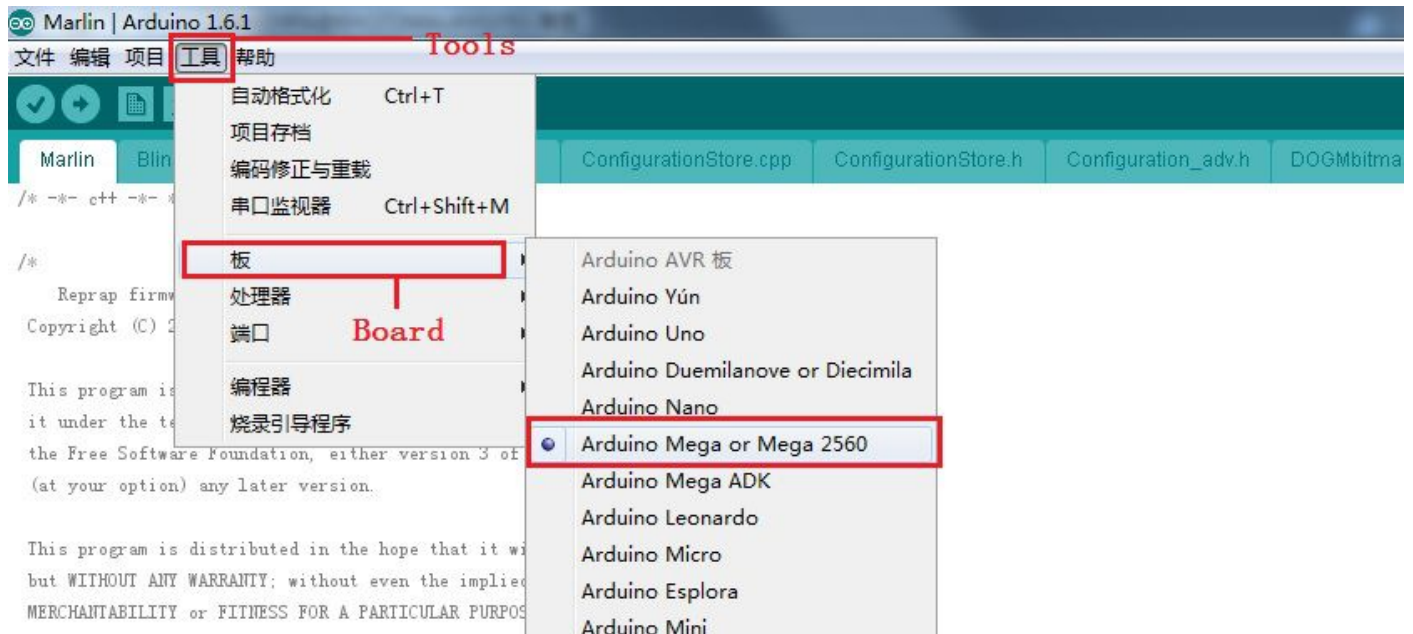 Marlin | Arduino 1.6.1
文件 编辑 项目 工具 帮助
Tools
自动格式化 Ctrl+T
项目存档
编码修正与重载
串口监视器 Ctrl+Shift+M
板
处理器
端口
编程器
烧录引导程序
Board
Marlin Blin ConfigurationStore.cpp ConfigurationStore.h Configuration_adv.h DOGMbitma
/* -*- c++ -*-
/*
Reprap firmw
Copyright (C) 2
This program is
it under the te
the Free Software Foundation, either version 3 of
(at your option) any later version.
This program is distributed in the hope that it wi
but WITHOUT ANY WARRANTY; without even the implied
MERCHANTABILITY or FITNESS FOR A PARTICULAR PURPOS
Arduino AVR 板
Arduino Yún
Arduino Uno
Arduino Duemilanove or Diecimila
Arduino Nano
Arduino Mega or Mega 2560
Arduino Mega ADK
Arduino Leonardo
Arduino Micro
Arduino Esplora
Arduino Mini